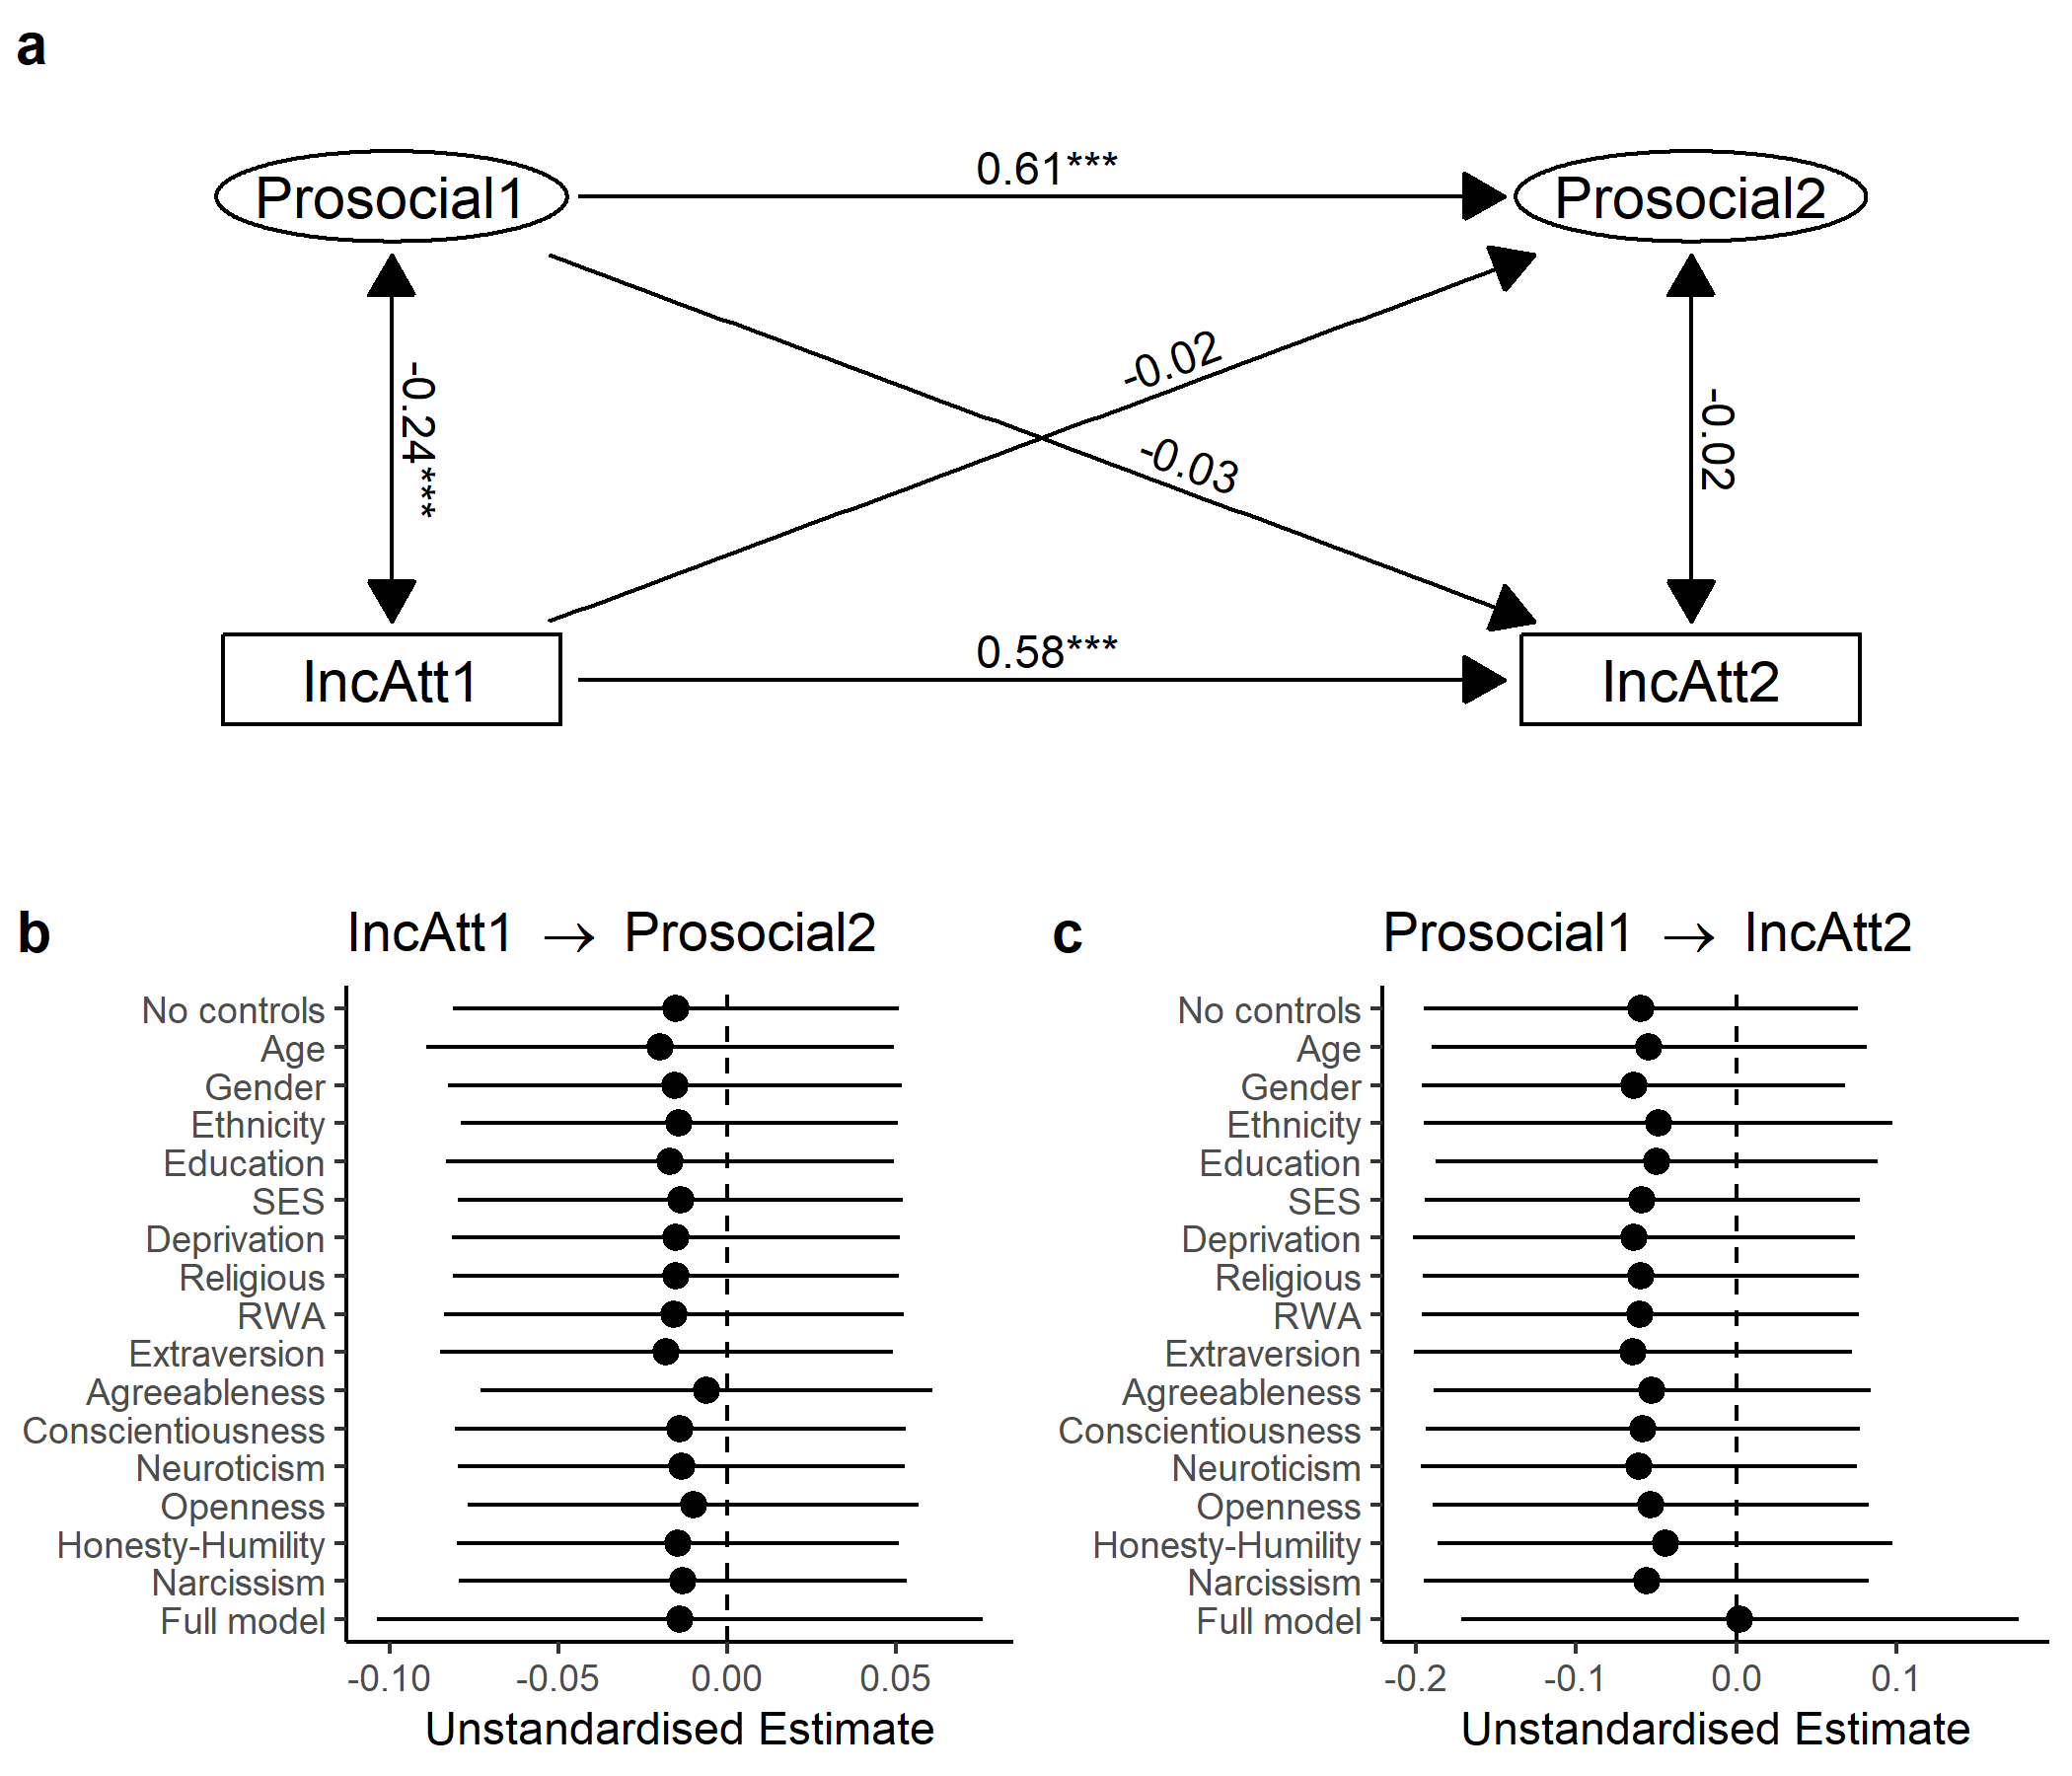 a
0.61***
Prosocial1
Prosocial2
-0.02
-0.24***
-0.03
-0.02
0.58***
IncAtt1
IncAtt2
b
IncAtt1 → Prosocial2
No controls
Age
Gender
Ethnicity
Education
SES
Deprivation
Religious
RWA
Extraversion
Agreeableness
Conscientiousness
Neuroticism
Openness
Honesty-Humility
Narcissism
Full model
-0.10 -0.05 0.00 0.05
Unstandardised Estimate
c
Prosocial1 → IncAtt2
No controls
Age
Gender
Ethnicity
Education
SES
Deprivation
Religious
RWA
Extraversion
Agreeableness
Conscientiousness
Neuroticism
Openness
Honesty-Humility
Narcissism
Full model
-0.2 -0.1 0.0 0.1
Unstandardised Estimate